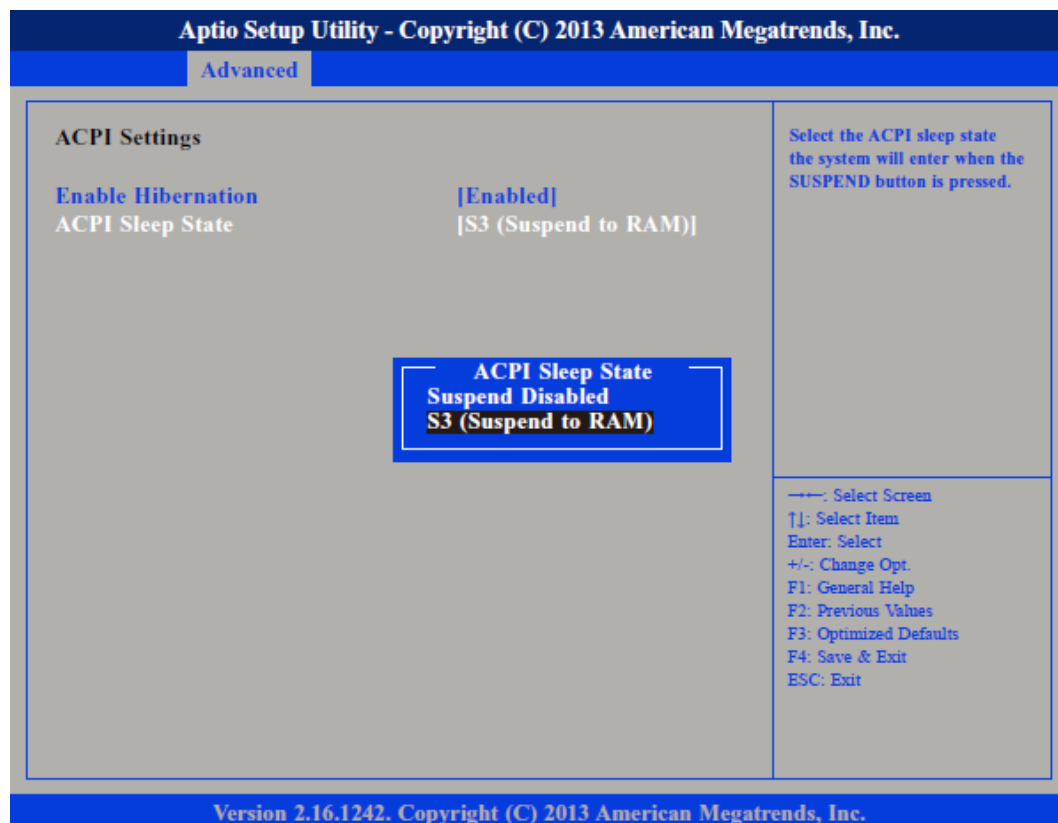 Aptio Setup Utility - Copyright (C) 2013 American Megatrends, Inc.
Advanced
ACPI Settings
Enable Hibernation [Enabled]
ACPI Sleep State [S3 (Suspend to RAM)]
ACPI Sleep State
Suspend Disabled
S3 (Suspend to RAM)
Select the ACPI sleep state
the system will enter when the
SUSPEND button is pressed.
→←: Select Screen
↑↓: Select Item
Enter: Select
+/-: Change Opt.
F1: General Help
F2: Previous Values
F3: Optimized Defaults
F4: Save & Exit
ESC: Exit
Version 2.16.1242. Copyright (C) 2013 American Megatrends, Inc.